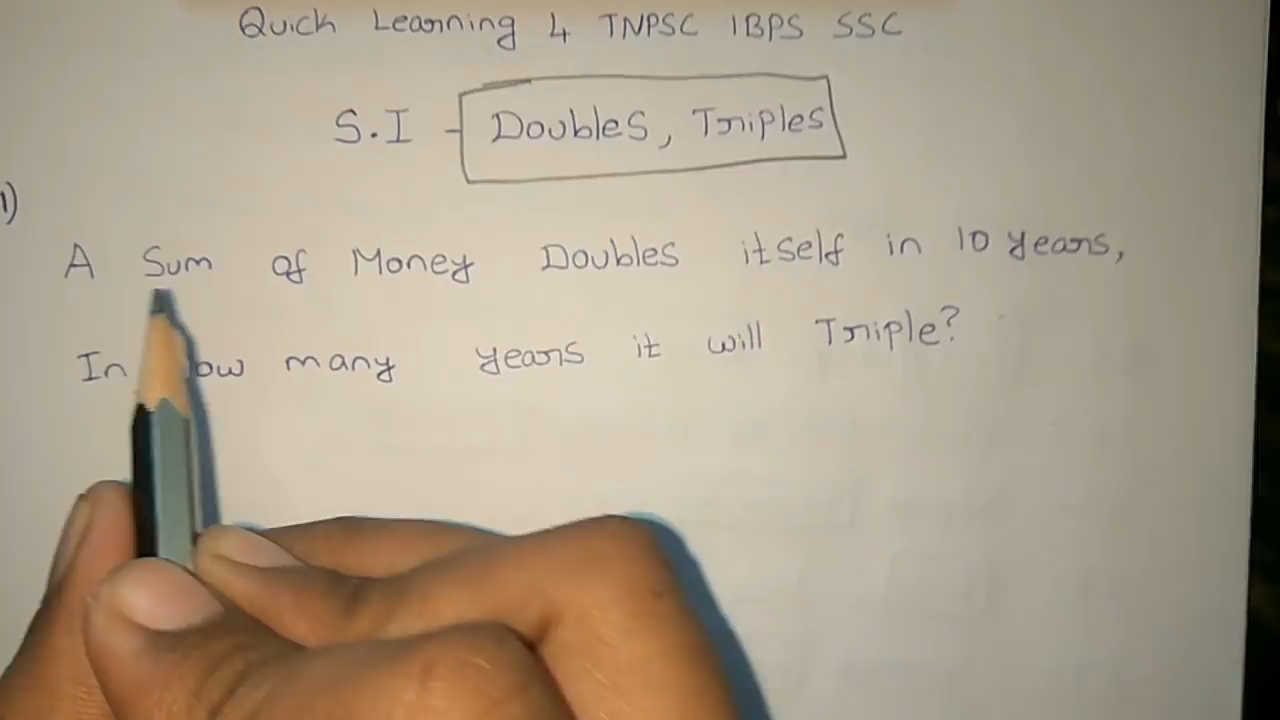 Quick Learning 4 TNPSC IBPS SSC
S.I - Doubles, Triples
1)
A Sum of Money Doubles itself in 10 years,
In many years it will Triple?